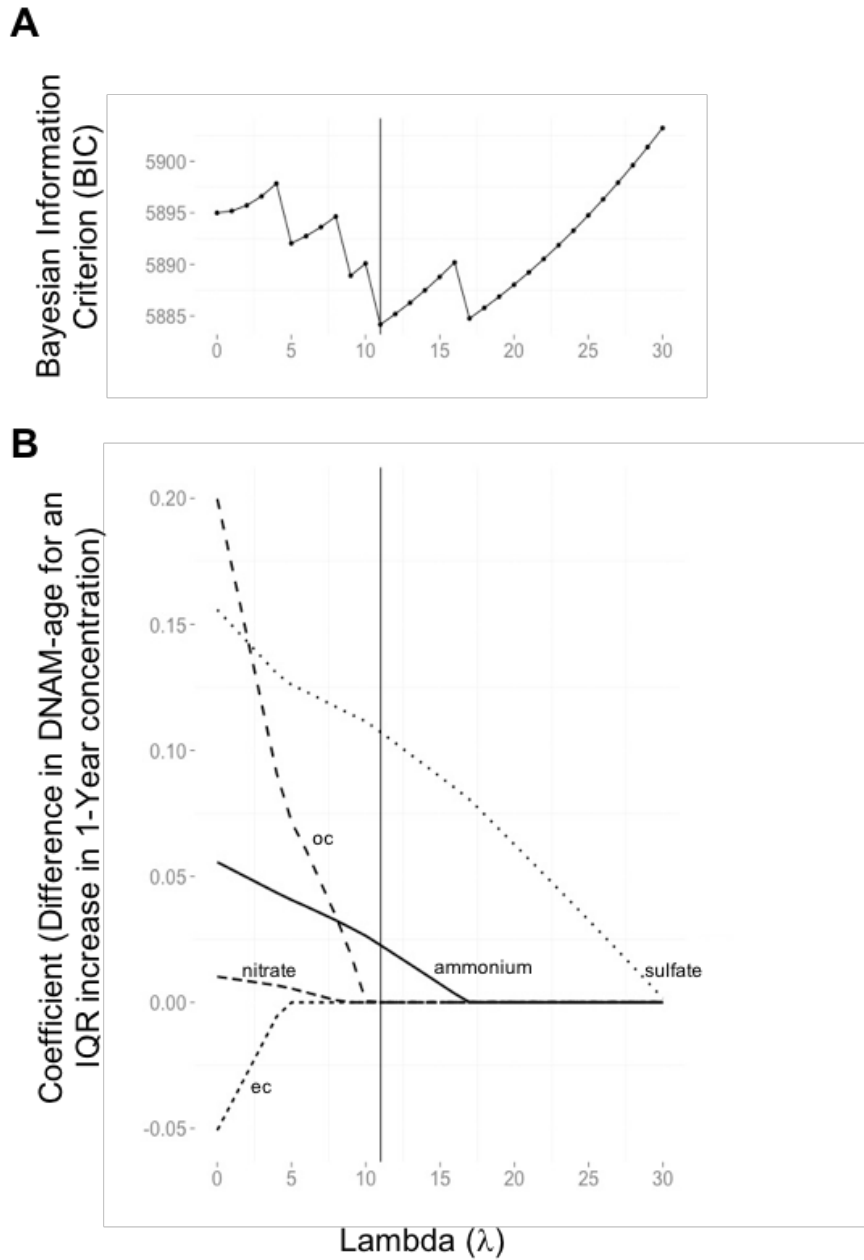 A
Bayesian Information
Criterion (BIC)
5900
5895
5890
5885
0 5 10 15 20 25 30
B
Coefficient (Difference in DNAM-age for an
IQR increase in 1-Year concentration)
0.20
0.15
0.10
0.05
0.00
-0.05
oc
nitrate
ammonium
sulfate
ec
0 5 10 15 20 25 30
Lambda (λ)